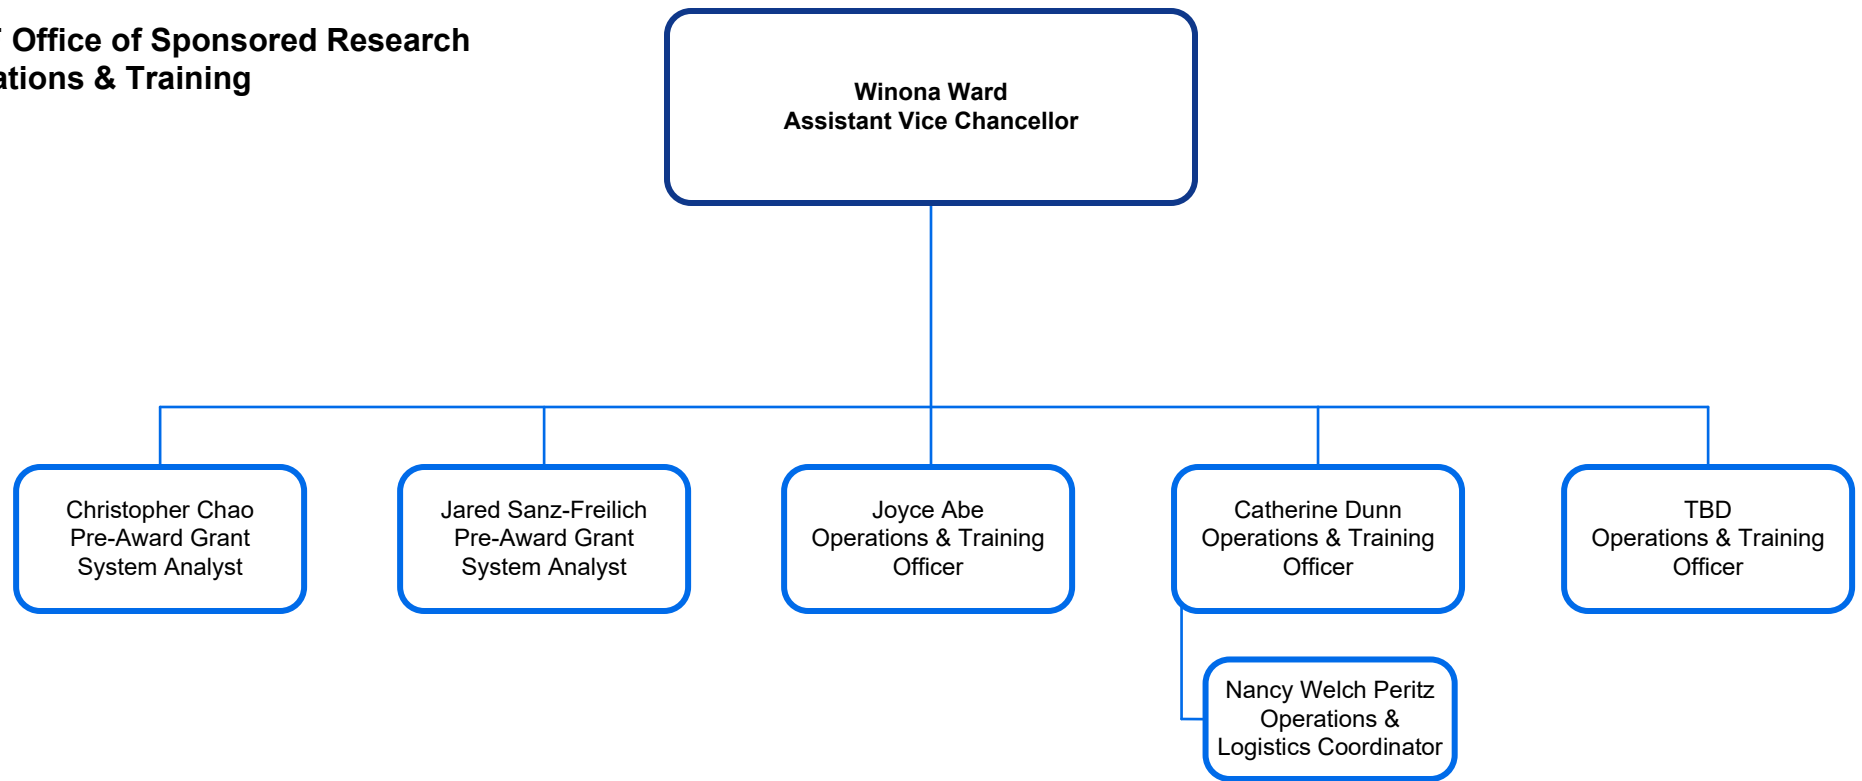 Office of Sponsored Research
& Training
Winona Ward
Assistant Vice Chancellor
Christopher Chao
Pre-Award Grant
System Analyst
Jared Sanz-Freilich
Pre-Award Grant
System Analyst
Joyce Abe
Operations & Training
Officer
Catherine Dunn
Operations & Training
Officer
TBD
Operations & Training
Officer
Nancy Welch Peritz
Operations &
Logistics Coordinator